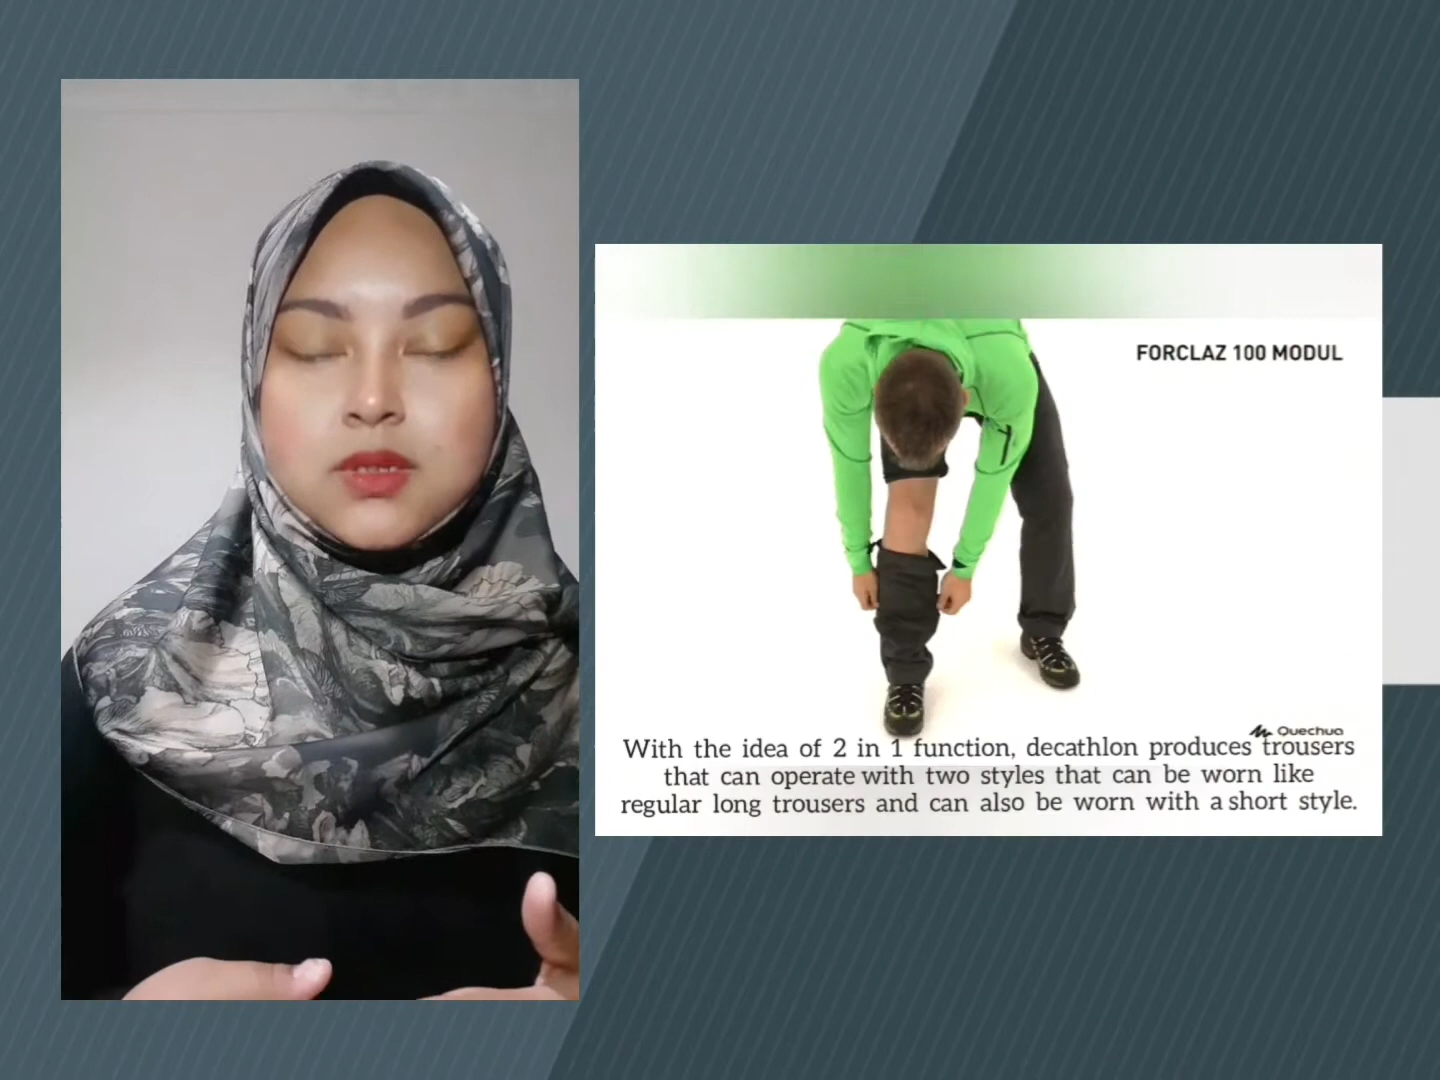 FORCLAZ 100 MODUL
Quechua
With the idea of 2 in 1 function, decathlon produces trousers
that can operate with two styles that can be worn like
regular long trousers and can also be worn with a short style.